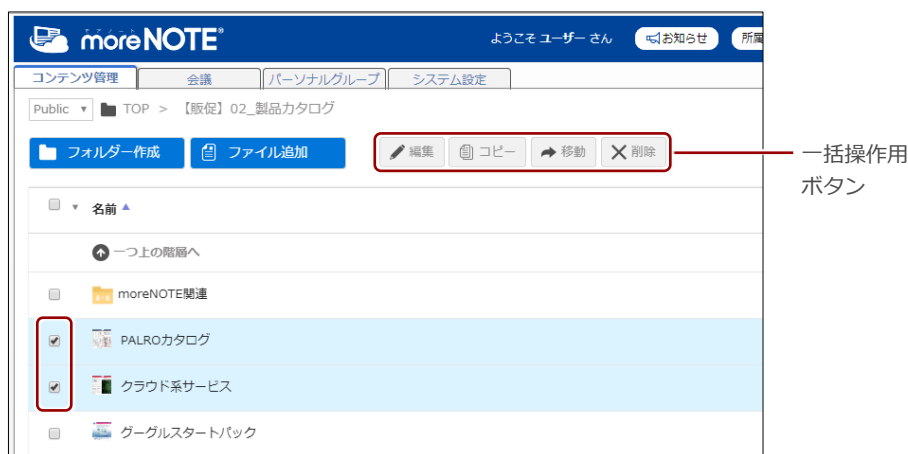 モアノート
moreNOTE®
ようこそ ユーザー さん
お知らせ
所属
コンテンツ管理
会議
パーソナルグループ
システム設定
Public ▼ TOP > 【販促】02_製品カタログ
フォルダー作成
ファイル追加
編集
コピー
移動
削除
一括操作用
ボタン
名前
一つ上の階層へ
moreNOTE関連
PALROカタログ
クラウド系サービス
グーグルスタートパック